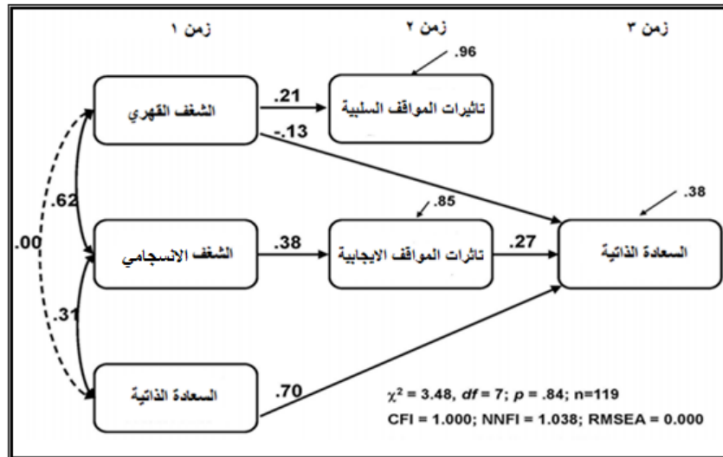 زمن ١
زمن ٢
زمن ٣
.96
الشغف القهري
.21
تاثيرات المواقف السلبية
-.13
.62
.00
.85
.38
الشغف الانسجامي
.38
تاثرات المواقف الايجابية
.27
السعادة الذاتية
.31
السعادة الذاتية
.70
χ² = 3.48, df = 7; p = .84; n=119
CFI = 1.000; NNFI = 1.038; RMSEA = 0.000